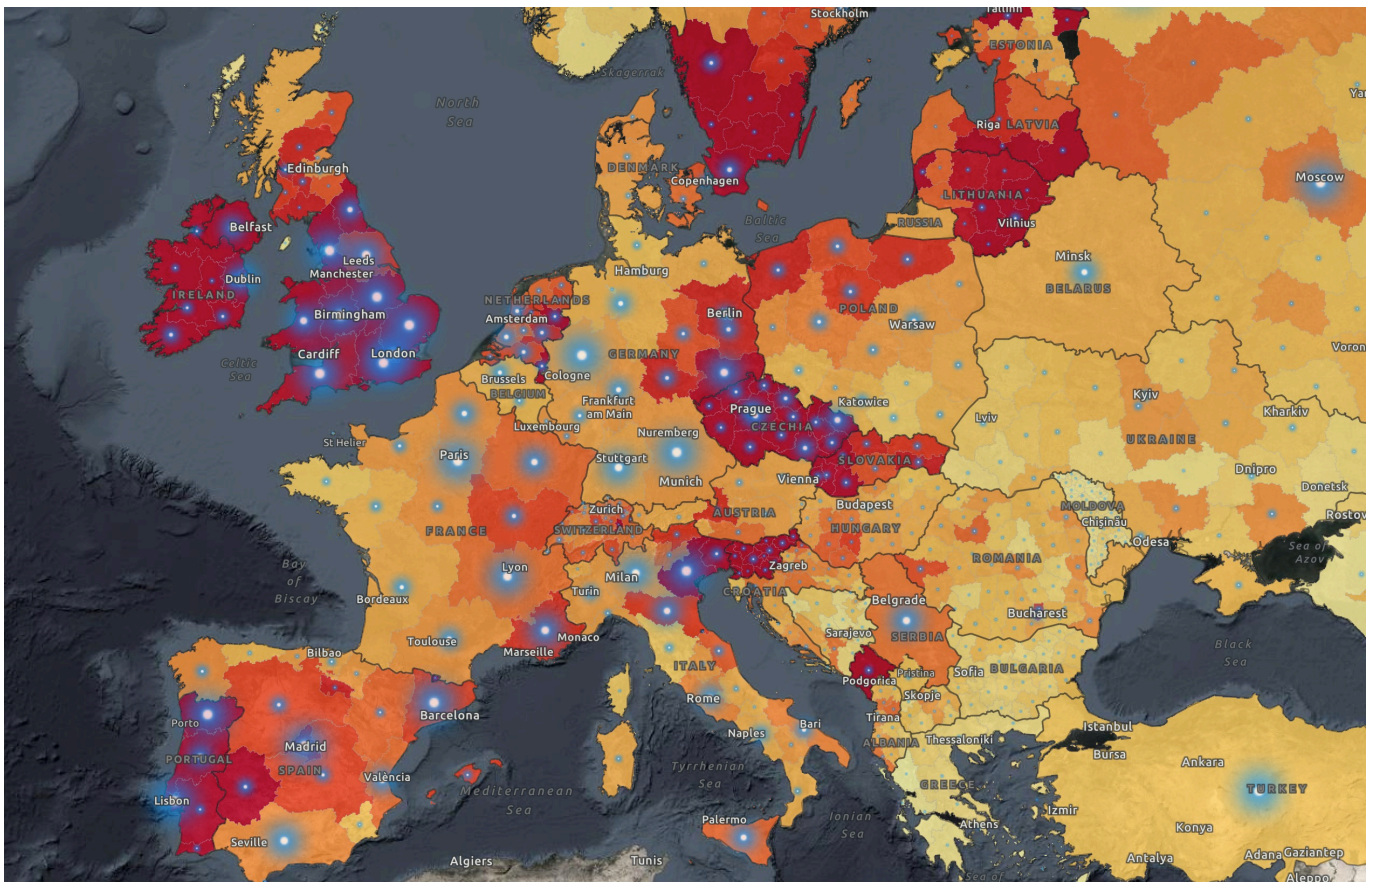 Tallinn
Stockholm
ESTONIA
Skagerrak
North
Sea
Yar
Riga
LATVIA
Edinburgh
DENMARK
Copenhagen
Moscow
LITHUANIA
Baltic
Sea
RUSSIA
Vilnius
Belfast
Leeds
Manchester
Dublin
Minsk
BELARUS
Hamburg
IRELAND
NETHERLANDS
Amsterdam
Birmingham
Berlin
POLAND
Warsaw
Celtic
Sea
Cardiff
London
GERMANY
Voron
Brussels
BELGIUM
Cologne
Frankfurt
am Main
Prague
CZECHIA
Katowice
Kyiv
Lviv
Kharkiv
UKRAINE
Luxembourg
St Helier
Nuremberg
Paris
Stuttgart
SLOVAKIA
Dnipro
Munich
Vienna
Donetsk
Budapest
MOLDOVA
Chișinău
Rostov
Zurich
AUSTRIA
FRANCE
SWITZERLAND
HUNGARY
Odesa
Sea of
Azov
ROMANIA
Bay
of
Biscay
Lyon
Milan
Zagreb
Turin
CROATIA
Bordeaux
Belgrade
Bucharest
Sarajevo
SERBIA
Toulouse
Monaco
Marseille
Bilbao
ITALY
Black
Sea
Podgorica
Pristina
Sofia
BULGARIA
Skopje
Rome
Porto
Barcelona
Tirana
Bari
Naples
Istanbul
ALBANIA
Thessaloniki
Madrid
PORTUGAL
SPAIN
Bursa
Ankara
Tyrrhenian
Sea
València
Mediterranean
Sea
GREECE
TURKEY
Lisbon
Izmir
Ionian
Sea
Palermo
Athens
Konya
Seville
Algiers
Tunis
Antalya
Adana
Gaziantep
Sea of
Aleppo